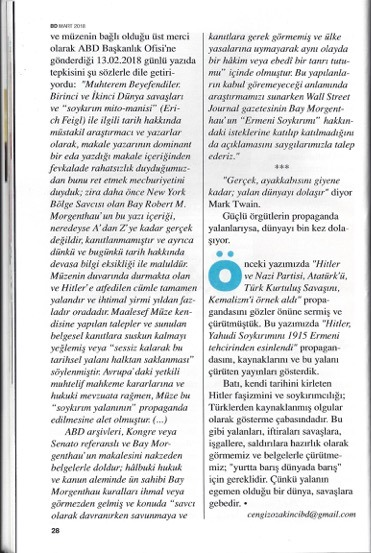 BD MART 2018
ve müzenin bağlı olduğu üst merci
olarak ABD Başkanlık Ofisi'ne
gönderdiği 13.02.2018 günlü yazıda
tepkisini şu sözlerle dile getiri-
yordu: "Muhterem Beyefendiler.
Birinci ve İkinci Dünya savaşları
ve "soykırım mito-manisi" (Eri-
ch Feigl) ile ilgili tarih hakkında
müstakil araştırmacı ve yazarlar
olarak, makale yazarının dominant
bir eda yazdığı makale içeriğinden
fevkalade rahatsızlık duyduğumuz-
dan bunu ret etmek mecburiyetini
duyduk; zira daha önce New York
Bölge Savcısı olan Bay Robert M.
Morgenthau'un bu yazı içeriği,
neredeyse A'dan Z'ye kadar gerçek
değildir, kanıtlanmamıştır ve ayrıca
dünkü ve bugünkü tarih hakkında
devasa bilgi eksikliği ile maluldür.
Müzenin duvarında durmakta olan
ve Hitler'e atfedilen cümle tamamen
yalandır ve ihtimal yirmi yıldan faz-
ladır oradadır. Maalesef Müze ken-
disine yapılan talepler ve sunulan
belgesel kanıtlara suskun kalmayı
yeğlemiş veya "sessiz kalarak bu
tarihsel yalanı halktan saklanması"
söylenmiştir. Avrupa'daki yetkili
muhtelif mahkeme kararlarına ve
hukuki mevzuata rağmen, Müze bu
"soykırım yalanının" propaganda
edilmesine alet olmuştur. (...)
ABD arşivleri, Kongre veya
Senato referanslı ve Bay Mor-
genthau'un makalesini nakzeden
belgelerle doldur; hâlbuki hukuk
ve kanun aleminde ün sahibi Bay
Morgenthau kuralları ihmal veya
görmezden gelmiş ve konuda "savcı
olarak davranırken savunmaya ve
28
kanıtlara gerek görmemiş ve ülke
yasalarına uymayarak aynı olayda
bir hâkim veya ebedî bir tanrı tutu-
mu" içinde olmuştur. Bu yapılanla-
rın kabul göremeyeceği anlamında
araştırmamızı sunarken Wall Street
Journal gazetesinin Bay Morgent-
hau'un "Ermeni Soykırımı" hakkın-
daki isteklerine katılıp katılmadığını
da açıklamasını saygılarımızla talep
ederiz."
***
"Gerçek, ayakkabısını giyene
kadar; yalan dünyayı dolaşır" diyor
Mark Twain.
Güçlü örgütlerin propaganda
yalanlarıysa, dünyayı bin kez dola-
şıyor.
Önceki yazımızda "Hitler
ve Nazi Partisi, Atatürk'ü,
Türk Kurtuluş Savaşını,
Kemalizm'i örnek aldı" propa-
gandasını gözler önüne sermiş ve
çürütmüştük. Bu yazımızda "Hitler,
Yahudi Soykırımını 1915 Ermeni
tehcirinden esinlendi" propagan-
dasını, kaynaklarını ve bu yalanı
çürüten yayınları gösterdik.
Batı, kendi tarihini kirleten
Hitler faşizmini ve soykırımcılığı;
Türklerden kaynaklanmış olgular
olarak gösterme çabasındadır. Bu
gibi yalanları, iftiraları savaşlara,
işgallere, saldırılara hazırlık olarak
görmemiz ve belgelerle çürütme-
miz; "yurtta barış dünyada barış"
için gereklidir. Çünkü yalanın
egemen olduğu bir dünya, savaşlara
gebedir. •
cengizozakincibd@gmail.com